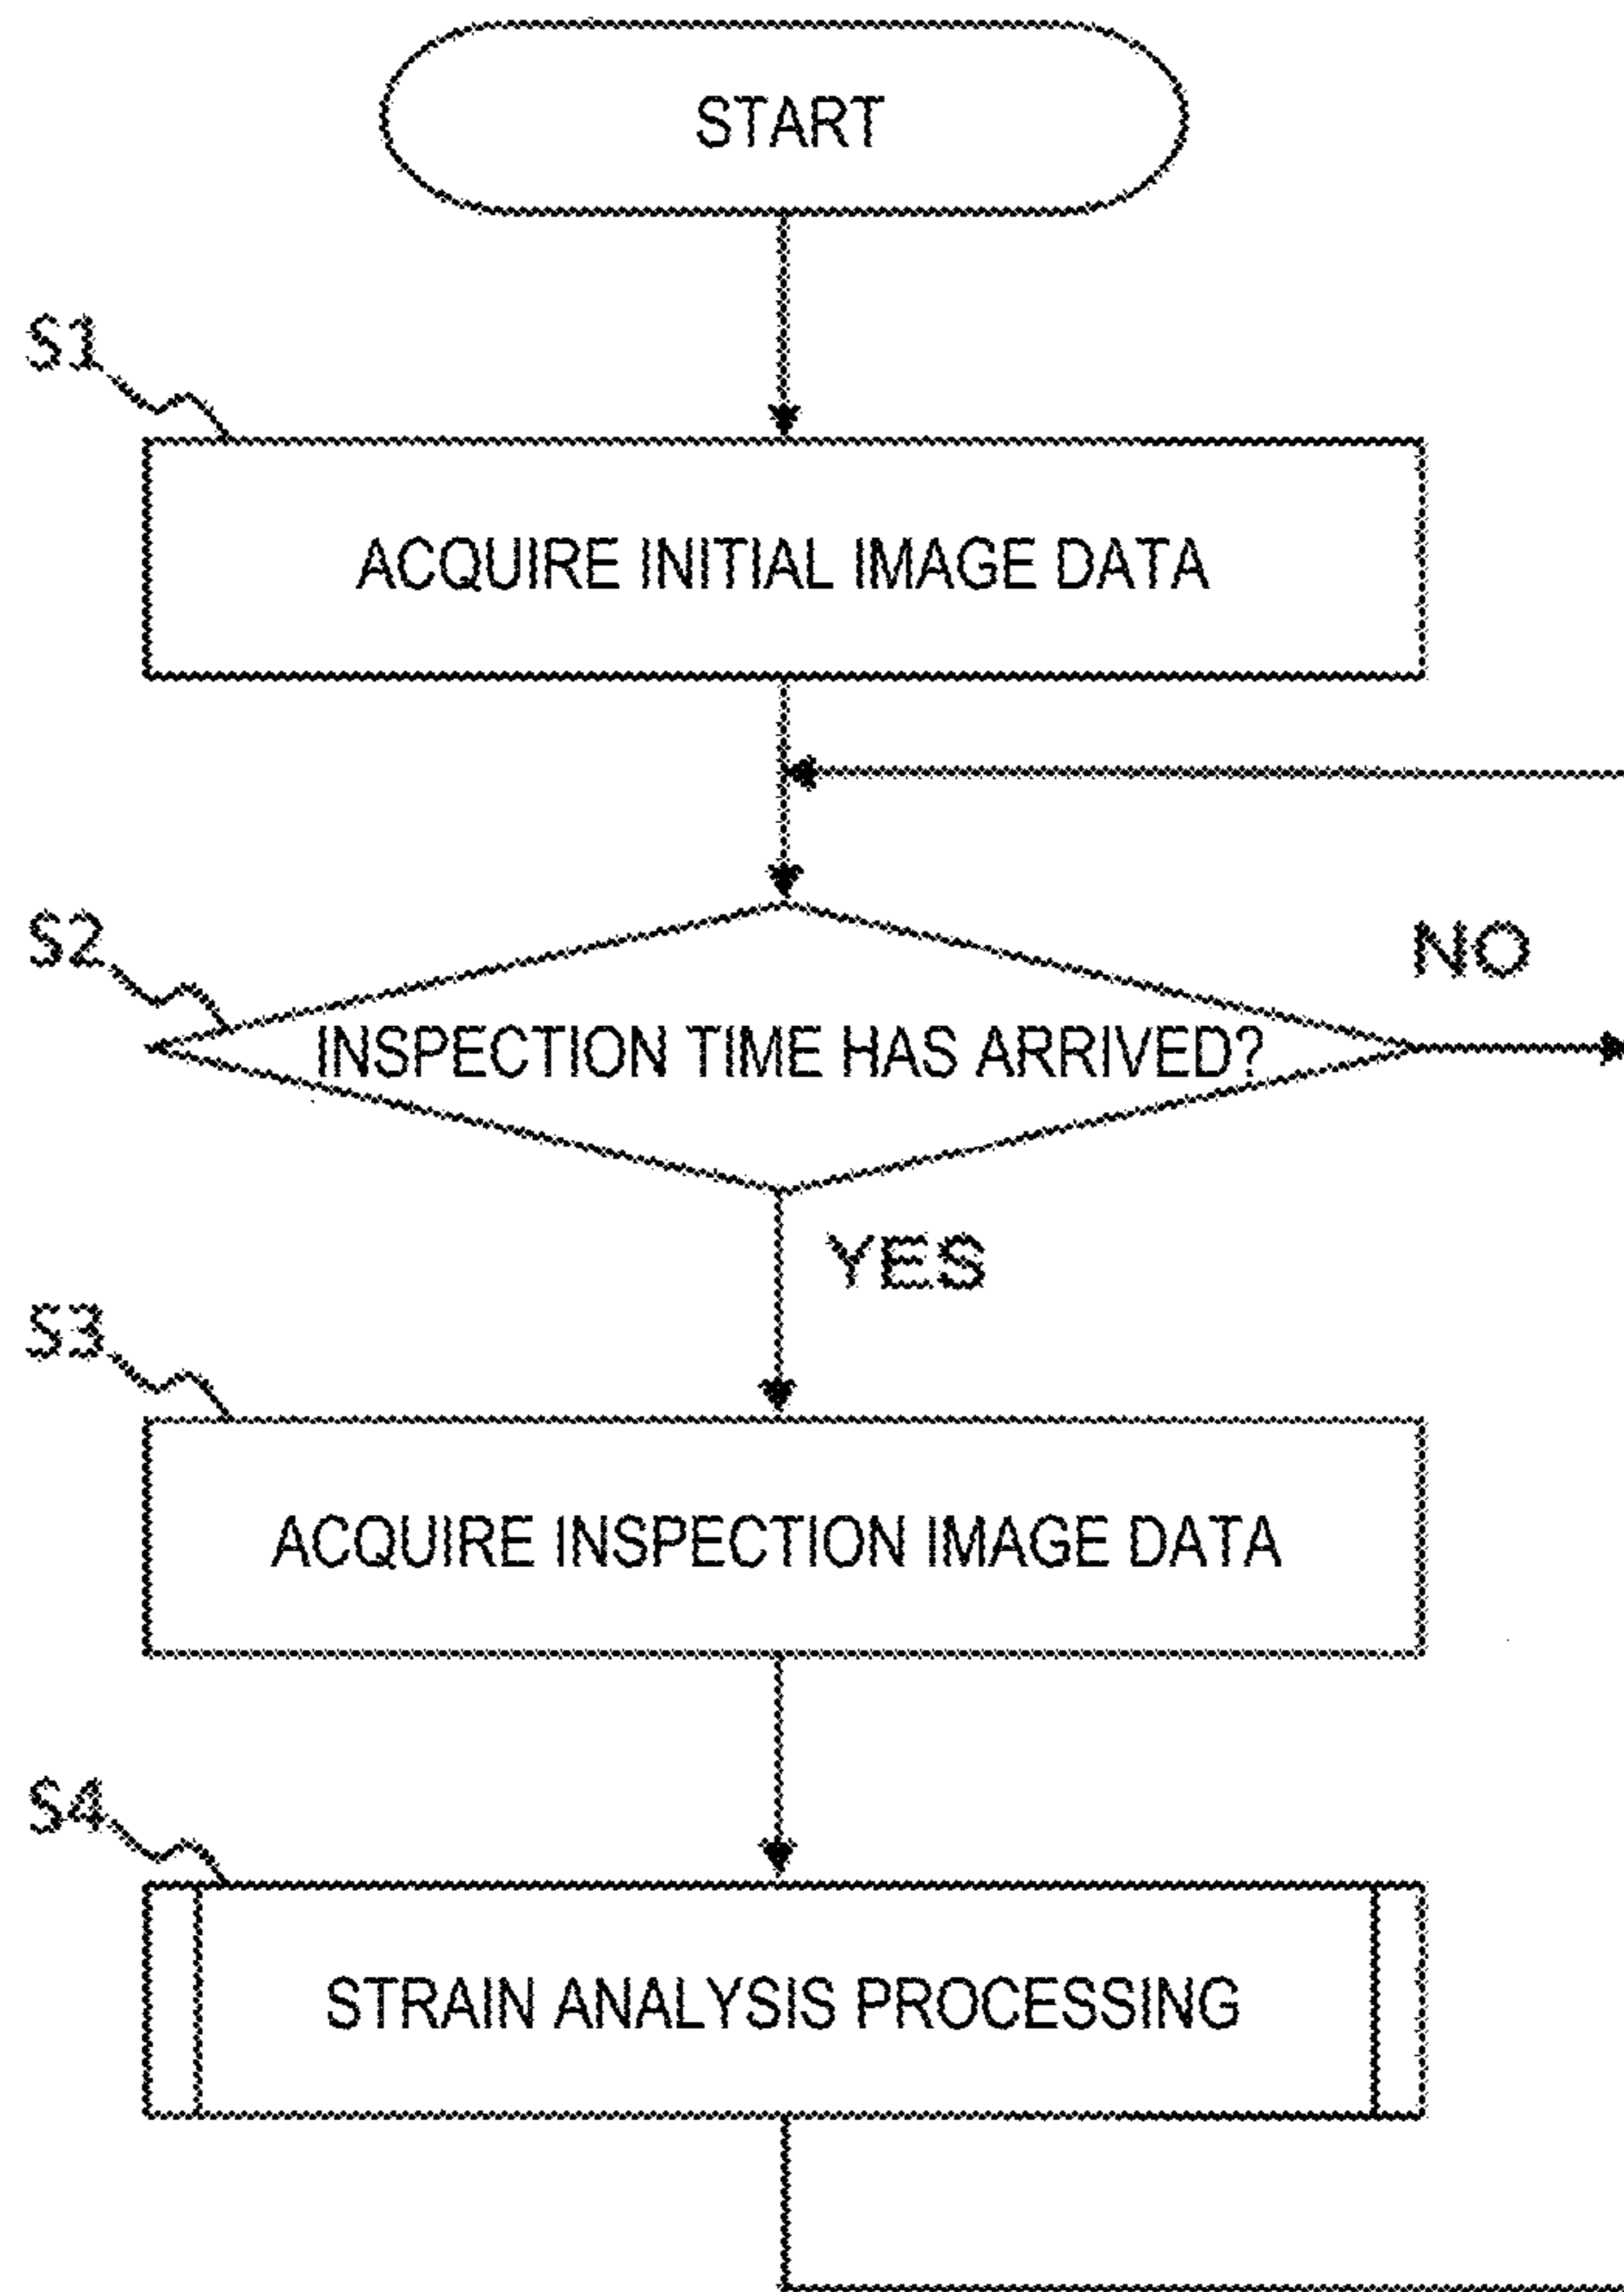 START
S1
ACQUIRE INITIAL IMAGE DATA
S2
NO
INSPECTION TIME HAS ARRIVED?
YES
S3
ACQUIRE INSPECTION IMAGE DATA
S4
STRAIN ANALYSIS PROCESSING